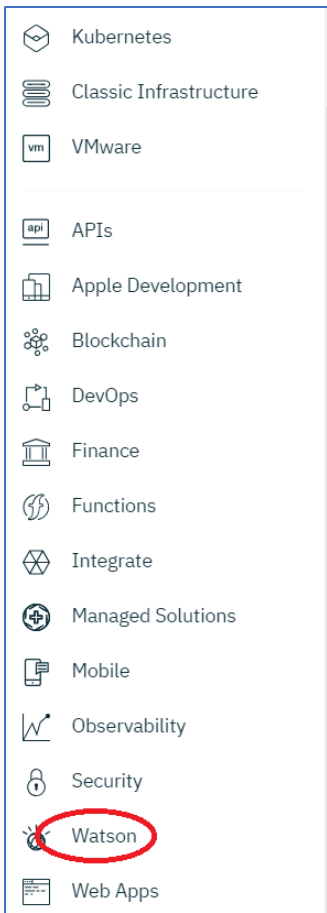 Kubernetes
Classic Infrastructure
vm VMware
api APIs
Apple Development
Blockchain
DevOps
Finance
Functions
Integrate
Managed Solutions
Mobile
Observability
Security
Watson
Web Apps